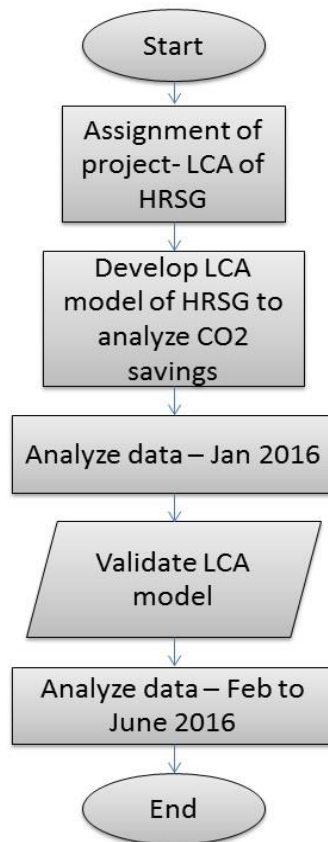 Start
Assignment of
project- LCA of
HRSG
Develop LCA
model of HRSG to
analyze CO2
savings
Analyze data – Jan 2016
Validate LCA
model
Analyze data – Feb to
June 2016
End